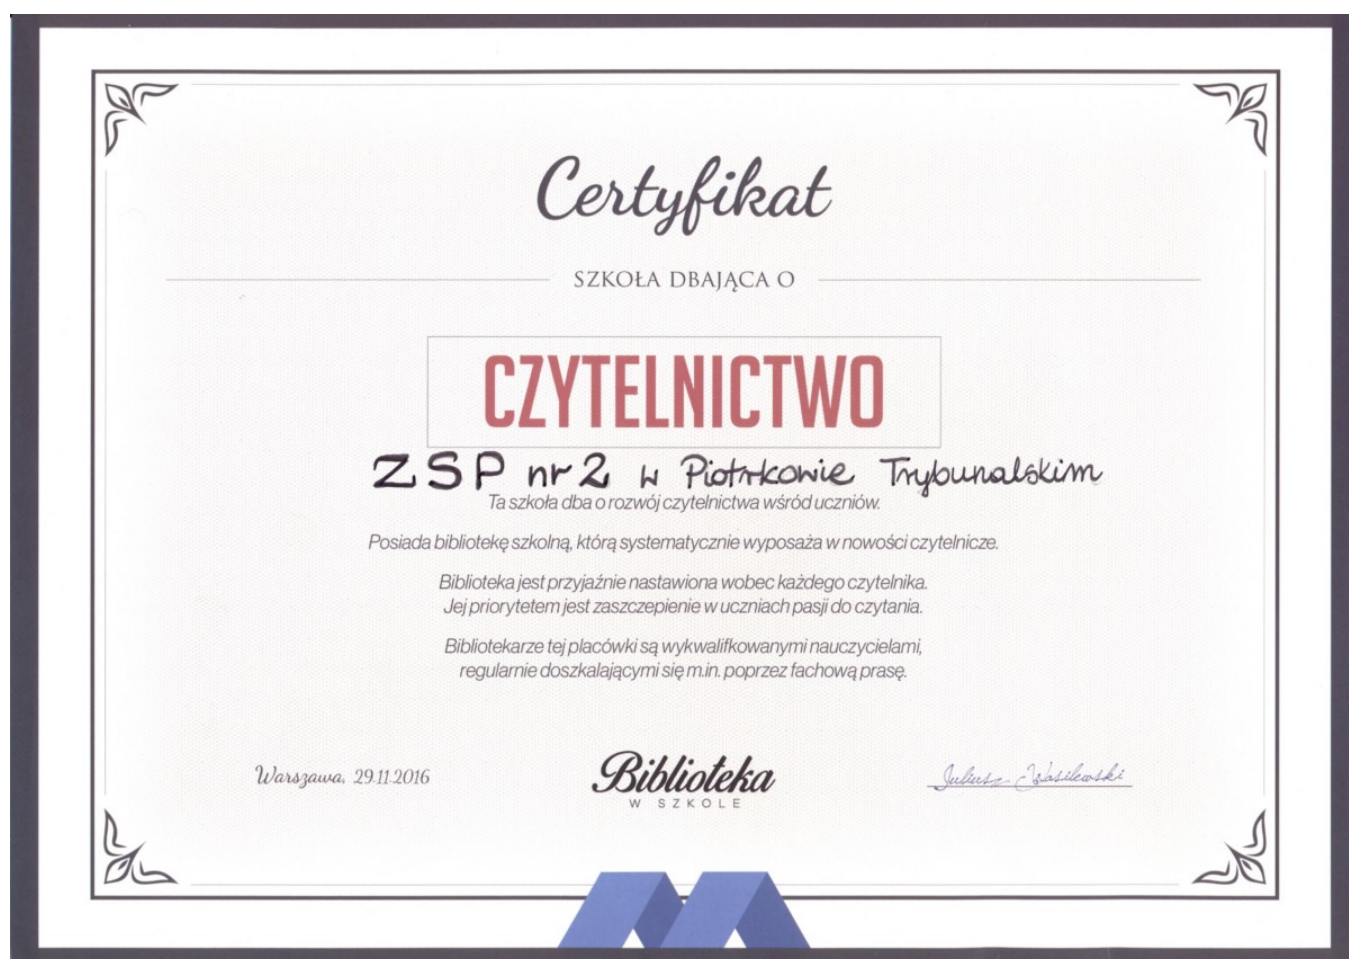 Certyfikat
SZKOŁA DBAJĄCA O
CZYTELNICTWO
ZSP nr 2 w Piotrkowie Trybunalskim
Ta szkoła dba o rozwój czytelnictwa wśród uczniów.
Posiada bibliotekę szkolną, którą systematycznie wyposaża w nowości czytelnicze.
Biblioteka jest przyjaźnie nastawiona wobec każdego czytelnika.
Jej priorytetem jest zaszczepienie w uczniach pasji do czytania.
Bibliotekarze tej placówki są wykwalifkowanymi nauczycielami,
regularnie doszkalającymi się m.in. poprzez fachową prasę.
Warszawa, 29.11.2016
Biblioteka
W SZKOLE
Juliusz Wasilewski